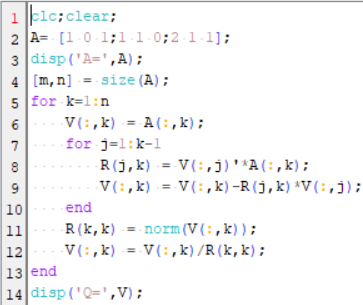 1 clc;clear;
2 A= [1 0 1;1 1 0;2 1 1];
3 disp('A=',A);
4 [m,n] = size(A);
5 for k=1:n
6 V(:,k) = A(:,k);
7 for j=1:k-1
8 R(j,k) = V(:,j)'*A(:,k);
9 V(:,k) = V(:,k)-R(j,k)*V(:,j);
10 end
11 R(k,k) = norm(V(:,k));
12 V(:,k) = V(:,k)/R(k,k);
13 end
14 disp('Q=',V);